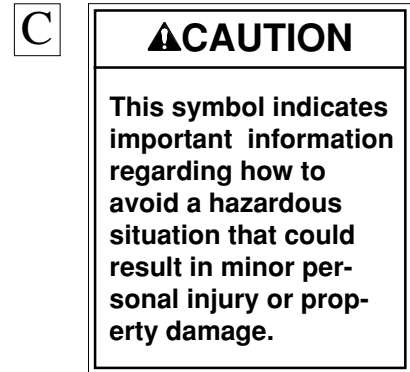 C
⚠CAUTION
This symbol indicates
important information
regarding how to
avoid a hazardous
situation that could
result in minor per-
sonal injury or prop-
erty damage.